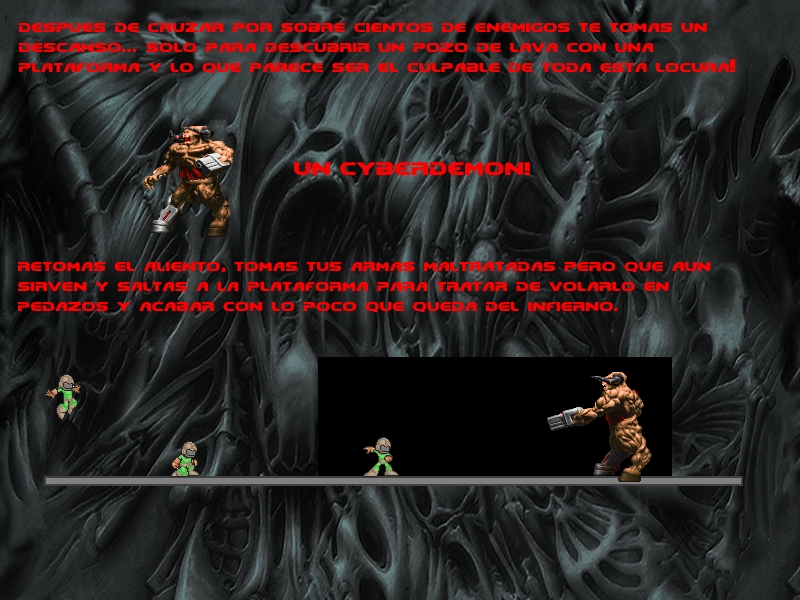 DESPUES DE CRUZAR POR SOBRE CIENTOS DE ENEMIGOS TE TOMAS UN
DESCANSO... SOLO PARA DESCUBRIR UN POZO DE LAVA CON UNA
PLATAFORMA Y LO QUE PARECE SER EL CULPABLE DE TODA ESTA LOCURA!
UN CYBERDEMON!
RETOMAS EL ALIENTO, TOMAS TUS ARMAS MALTRATADAS PERO QUE AUN
SIRVEN Y SALTAS A LA PLATAFORMA PARA TRATAR DE VOLARLO EN
PEDAZOS Y ACABAR CON LO POCO QUE QUEDA DEL INFIERNO.